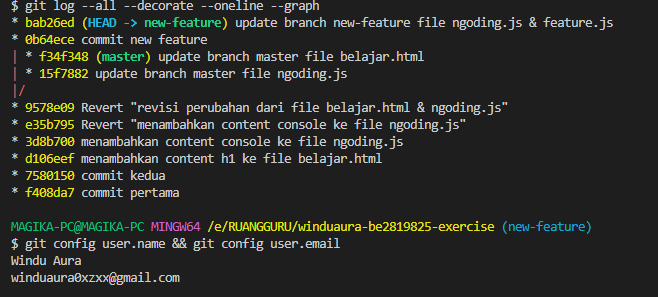 $ git log --all --decorate --oneline --graph
* bab26ed (HEAD -> new-feature) update branch new-feature file ngoding.js & feature.js
* 0b64ece commit new feature
| * f34f348 (master) update branch master file belajar.html
| * 15f7882 update branch master file ngoding.js
|/
* 9578e09 Revert "revisi perubahan dari file belajar.html & ngoding.js"
* e35b795 Revert "menambahkan content console ke file ngoding.js"
* 3d8b700 menambahkan content console ke file ngoding.js
* d106eef menambahkan content h1 ke file belajar.html
* 7580150 commit kedua
* f408da7 commit pertama
MAGIKA-PC@MAGIKA-PC MINGW64 /e/RUANGGURU/winduaura-be2819825-exercise (new-feature)
$ git config user.name && git config user.email
Windu Aura
winduaura0xzxx@gmail.com